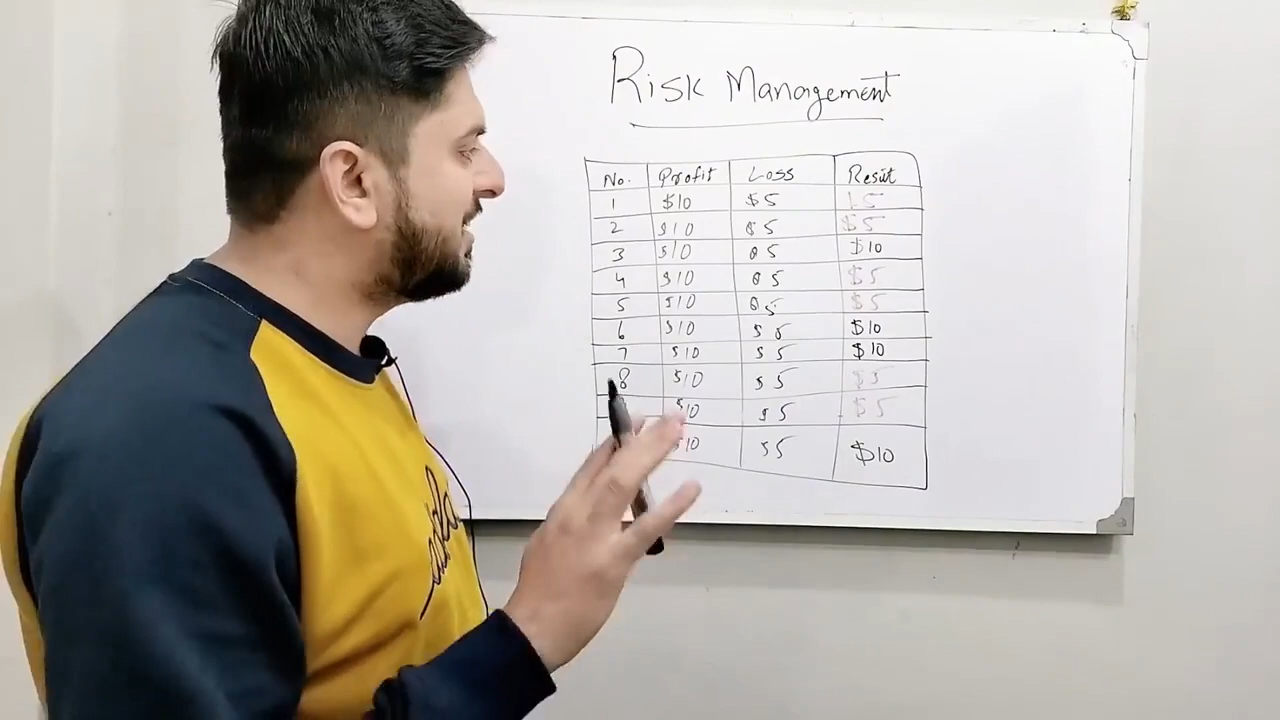 Risk Management
No. Profit Loss Result
1 $10 $5 $5
2 $10 $5 $5
3 $10 $5 $10
4 $10 $5 $5
5 $10 $5 $5
6 $10 $5 $10
7 $10 $5 $10
8 $10 $5 $5
$10 $5 $5
$10 $5 $10